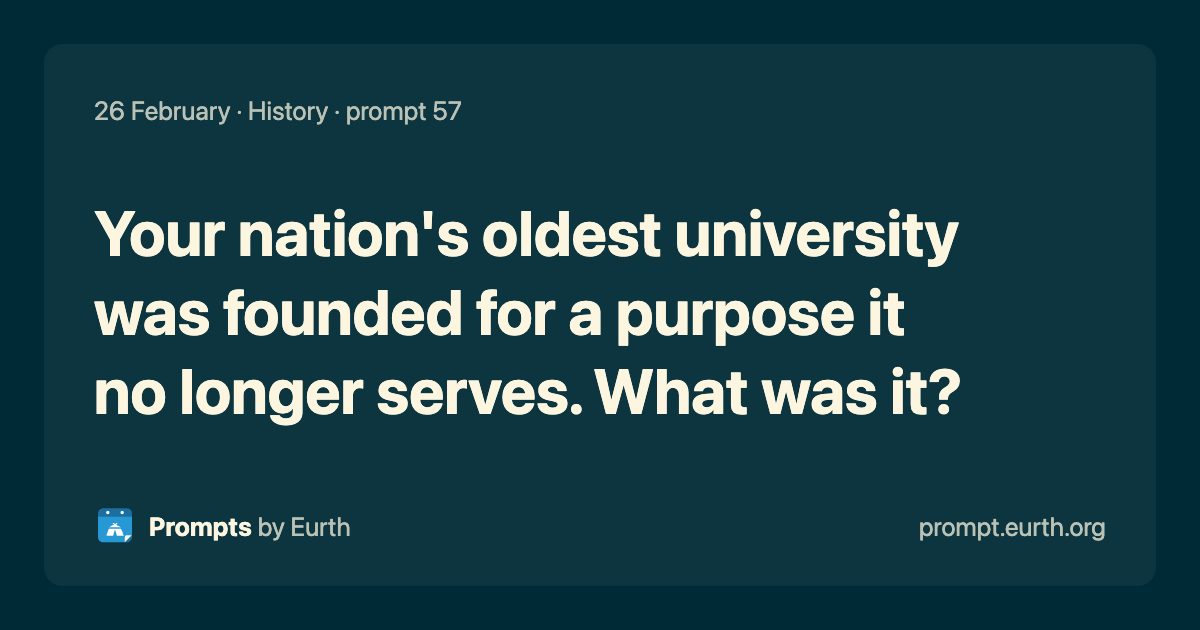 26 February · History · prompt 57
Your nation's oldest university
was founded for a purpose it
no longer serves. What was it?
Prompts by Eurth
prompt.eurth.org